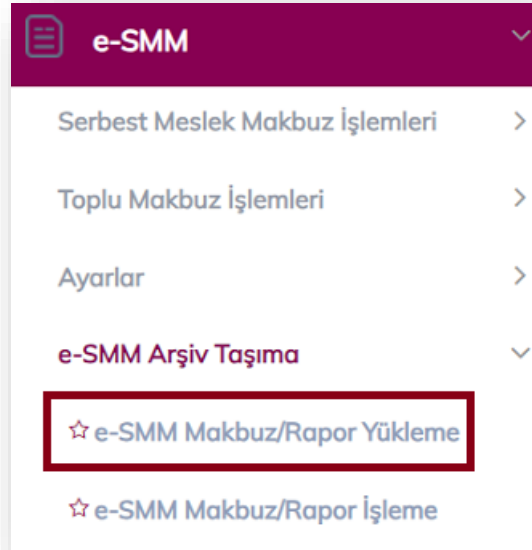 e-SMM
Serbest Meslek Makbuz İşlemleri
Toplu Makbuz İşlemleri
Ayarlar
e-SMM Arşiv Taşıma
e-SMM Makbuz/Rapor Yükleme
e-SMM Makbuz/Rapor İşleme